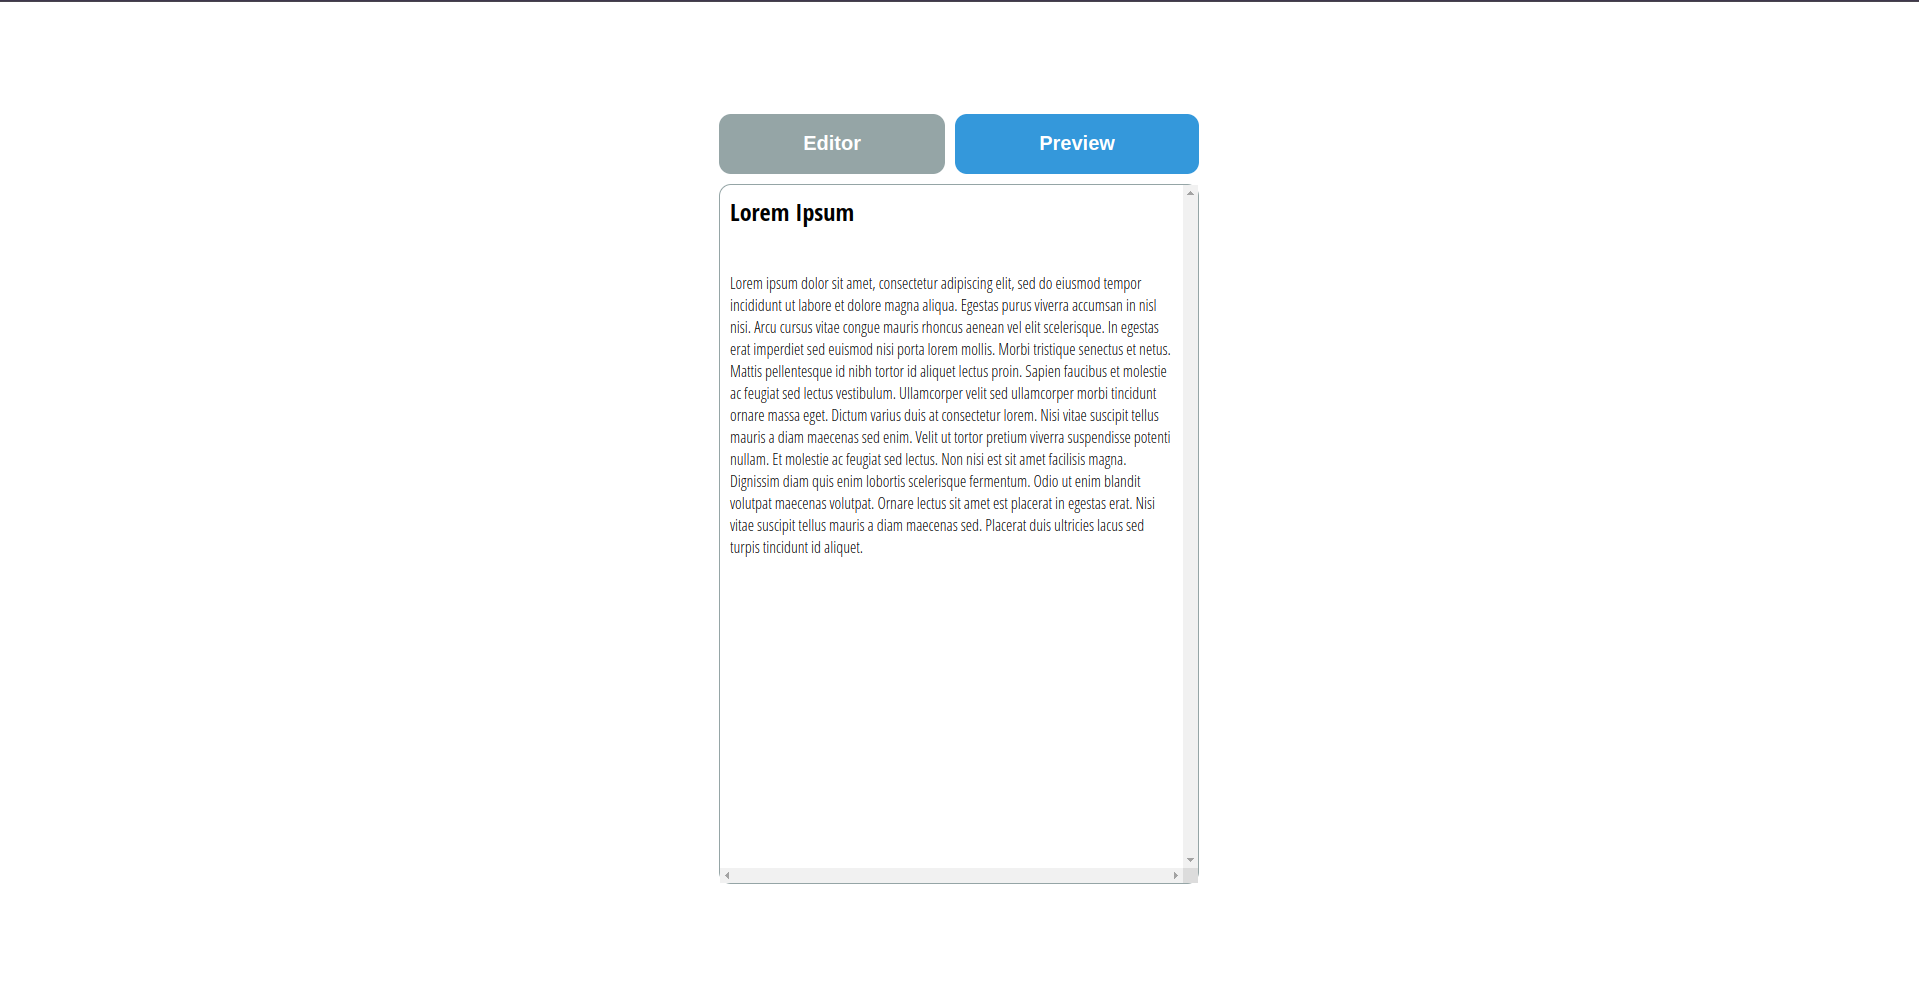 Editor
Preview
Lorem Ipsum
Lorem ipsum dolor sit amet, consectetur adipiscing elit, sed do eiusmod tempor
incididunt ut labore et dolore magna aliqua. Egestas purus viverra accumsan in nisl
nisi. Arcu cursus vitae congue mauris rhoncus aenean vel elit scelerisque. In egestas
erat imperdiet sed euismod nisi porta lorem mollis. Morbi tristique senectus et netus.
Mattis pellentesque id nibh tortor id aliquet lectus proin. Sapien faucibus et molestie
ac feugiat sed lectus vestibulum. Ullamcorper velit sed ullamcorper morbi tincidunt
ornare massa eget. Dictum varius duis at consectetur lorem. Nisi vitae suscipit tellus
mauris a diam maecenas sed enim. Velit ut tortor pretium viverra suspendisse potenti
nullam. Et molestie ac feugiat sed lectus. Non nisi est sit amet facilisis magna.
Dignissim diam quis enim lobortis scelerisque fermentum. Odio ut enim blandit
volutpat maecenas volutpat. Ornare lectus sit amet est placerat in egestas erat. Nisi
vitae suscipit tellus mauris a diam maecenas sed. Placerat duis ultricies lacus sed
turpis tincidunt id aliquet.